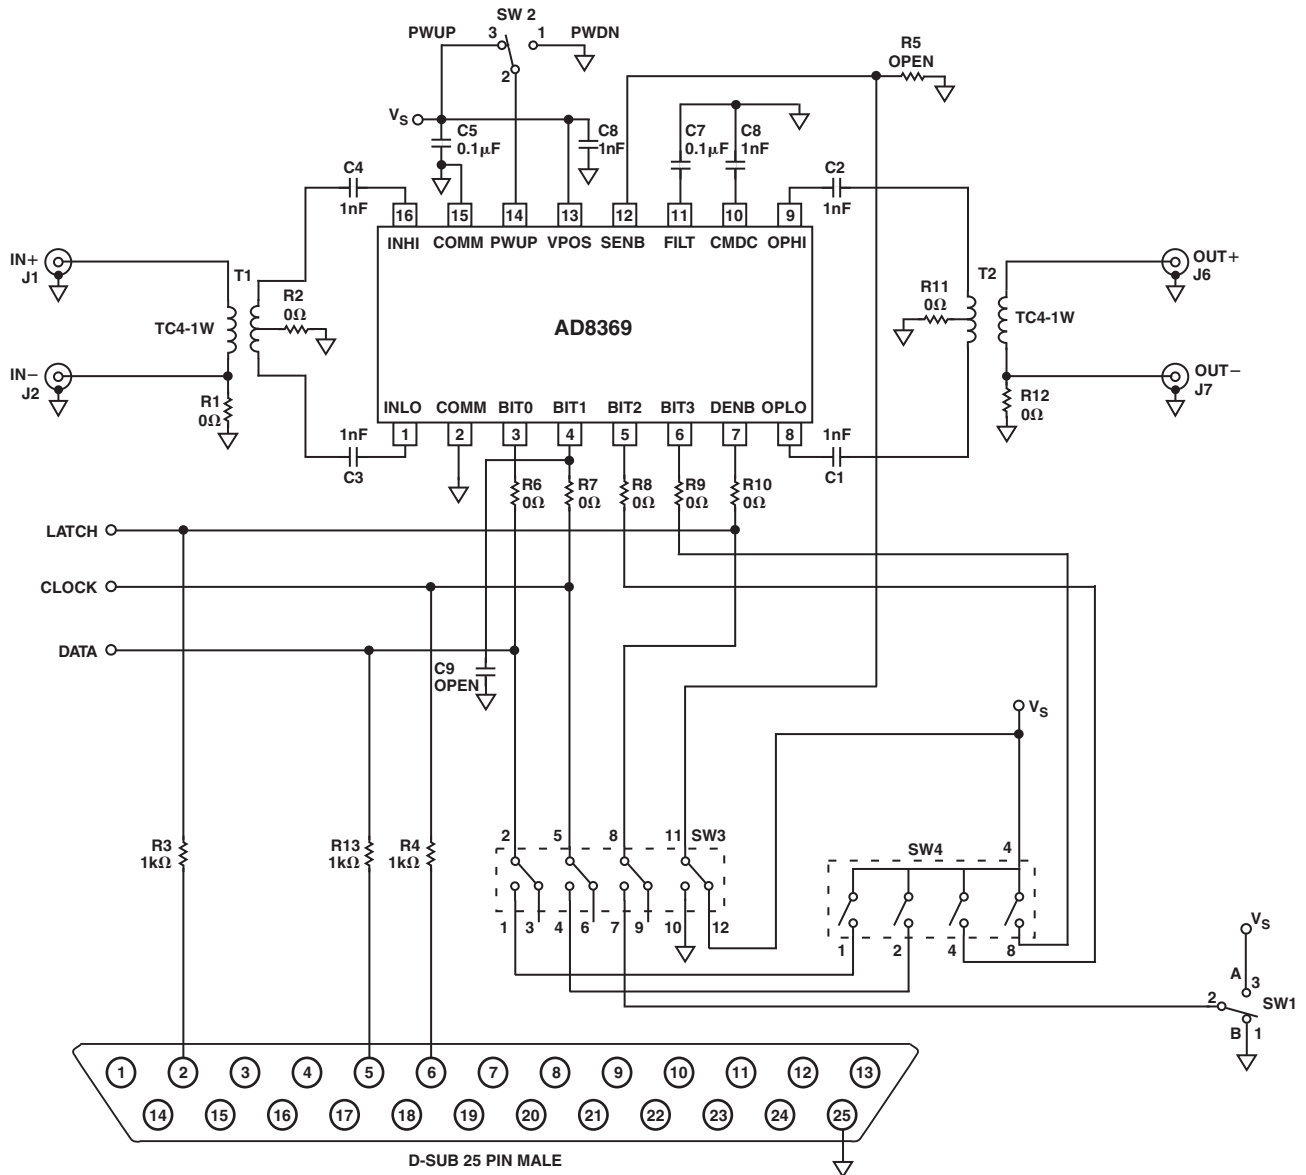 SW 2
PWUP 3 1 PWDN
2
R5
OPEN
VS
C5
0.1µF
C8
1nF
C7
0.1µF
C8
1nF
C4
1nF
C2
1nF
16 15 14 13 12 11 10 9
INHI COMM PWUP VPOS SENB FILT CMDC OPHI
IN+
J1
T1
R2
0Ω
TC4-1W
AD8369
R11
0Ω
T2
TC4-1W
OUT+
J6
IN−
J2
R1
0Ω
OUT−
J7
R12
0Ω
INLO COMM BIT0 BIT1 BIT2 BIT3 DENB OPLO
1 2 3 4 5 6 7 8
1nF
C3
1nF
C1
R6
0Ω
R7
0Ω
R8
0Ω
R9
0Ω
R10
0Ω
LATCH
CLOCK
DATA
C9
OPEN
VS
R3
1kΩ
R13
1kΩ
R4
1kΩ
2 5 8 11 SW3
1 3 4 6 7 9 10 12
SW4 4
1 2 4 8
VS
A 3
2 SW1
B 1
1 2 3 4 5 6 7 8 9 10 11 12 13
14 15 16 17 18 19 20 21 22 23 24 25
D-SUB 25 PIN MALE